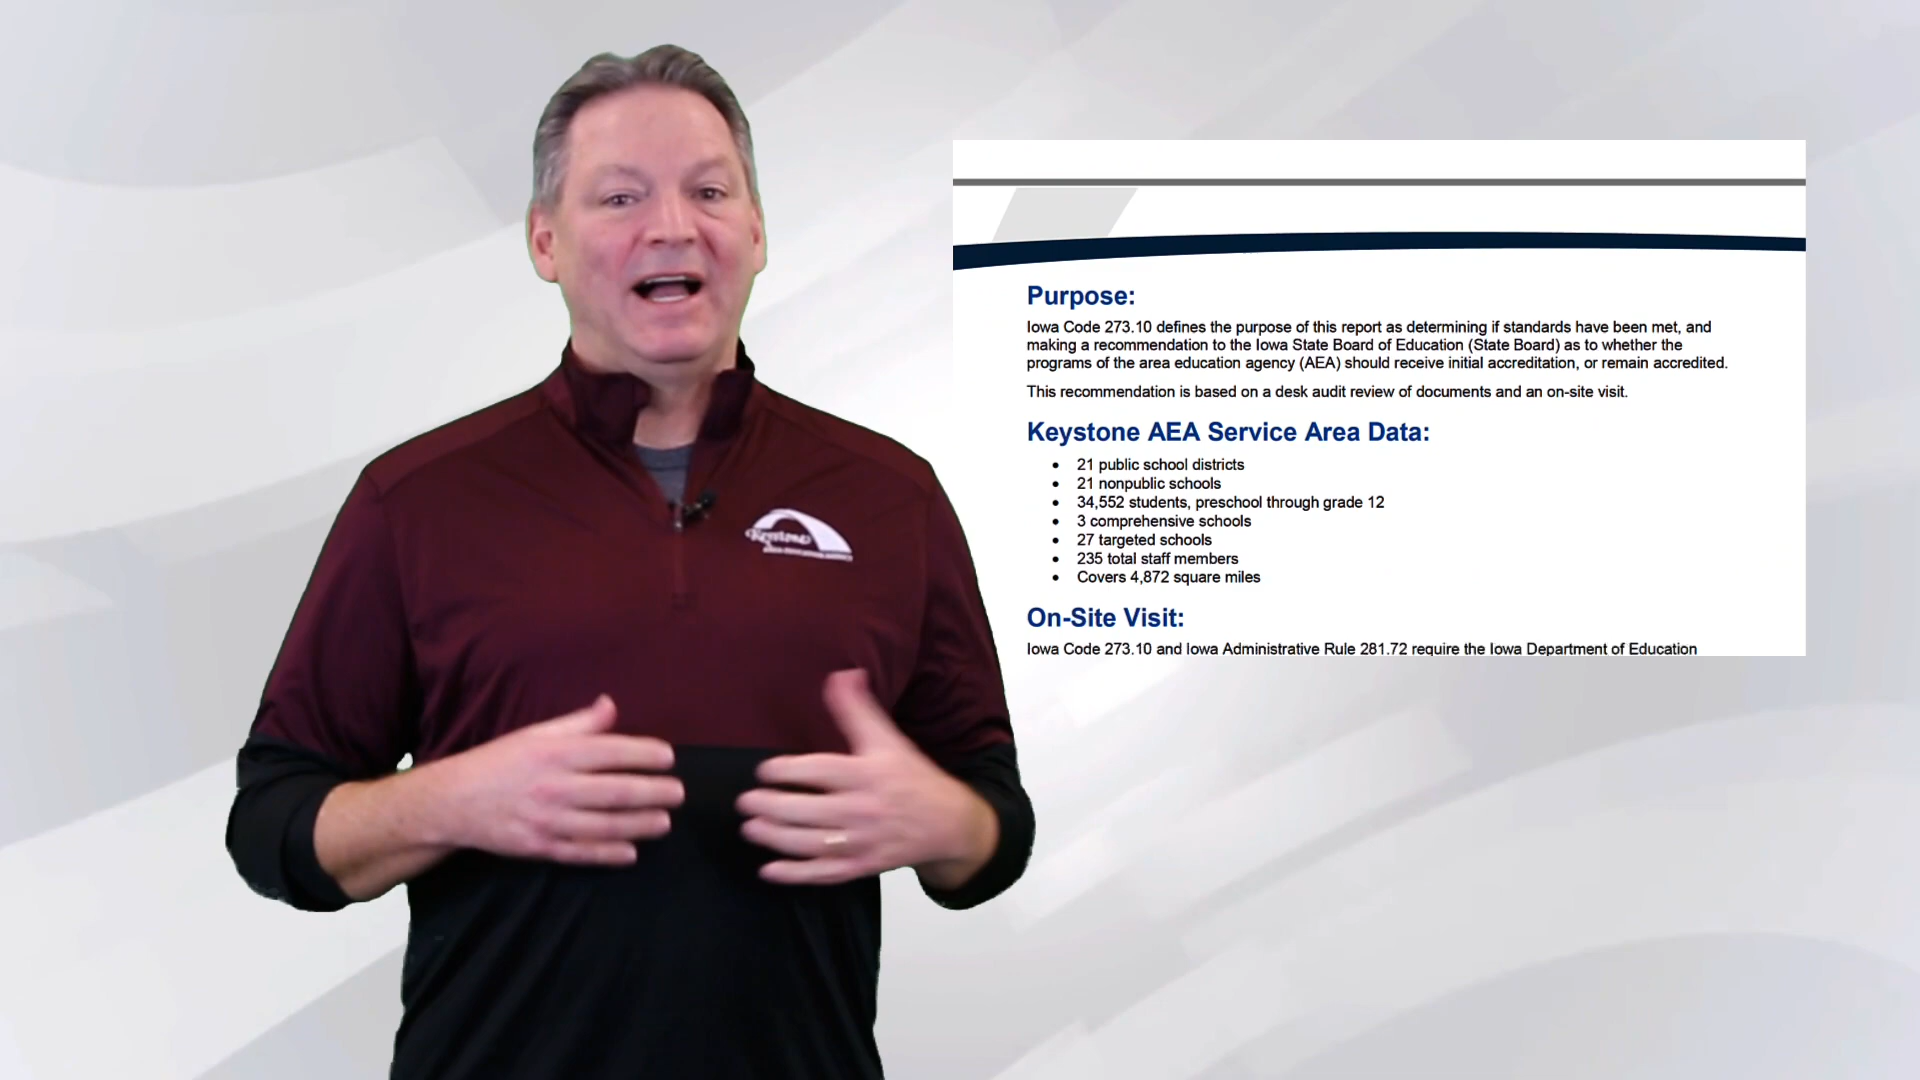 Purpose:
Iowa Code 273.10 defines the purpose of this report as determining if standards have been met, and
making a recommendation to the Iowa State Board of Education (State Board) as to whether the
programs of the area education agency (AEA) should receive initial accreditation, or remain accredited.
This recommendation is based on a desk audit review of documents and an on-site visit.
Keystone AEA Service Area Data:
• 21 public school districts
• 21 nonpublic schools
• 34,552 students, preschool through grade 12
• 3 comprehensive schools
• 27 targeted schools
• 235 total staff members
• Covers 4,872 square miles
On-Site Visit:
Iowa Code 273.10 and Iowa Administrative Rule 281.72 require the Iowa Department of Education
Keystone